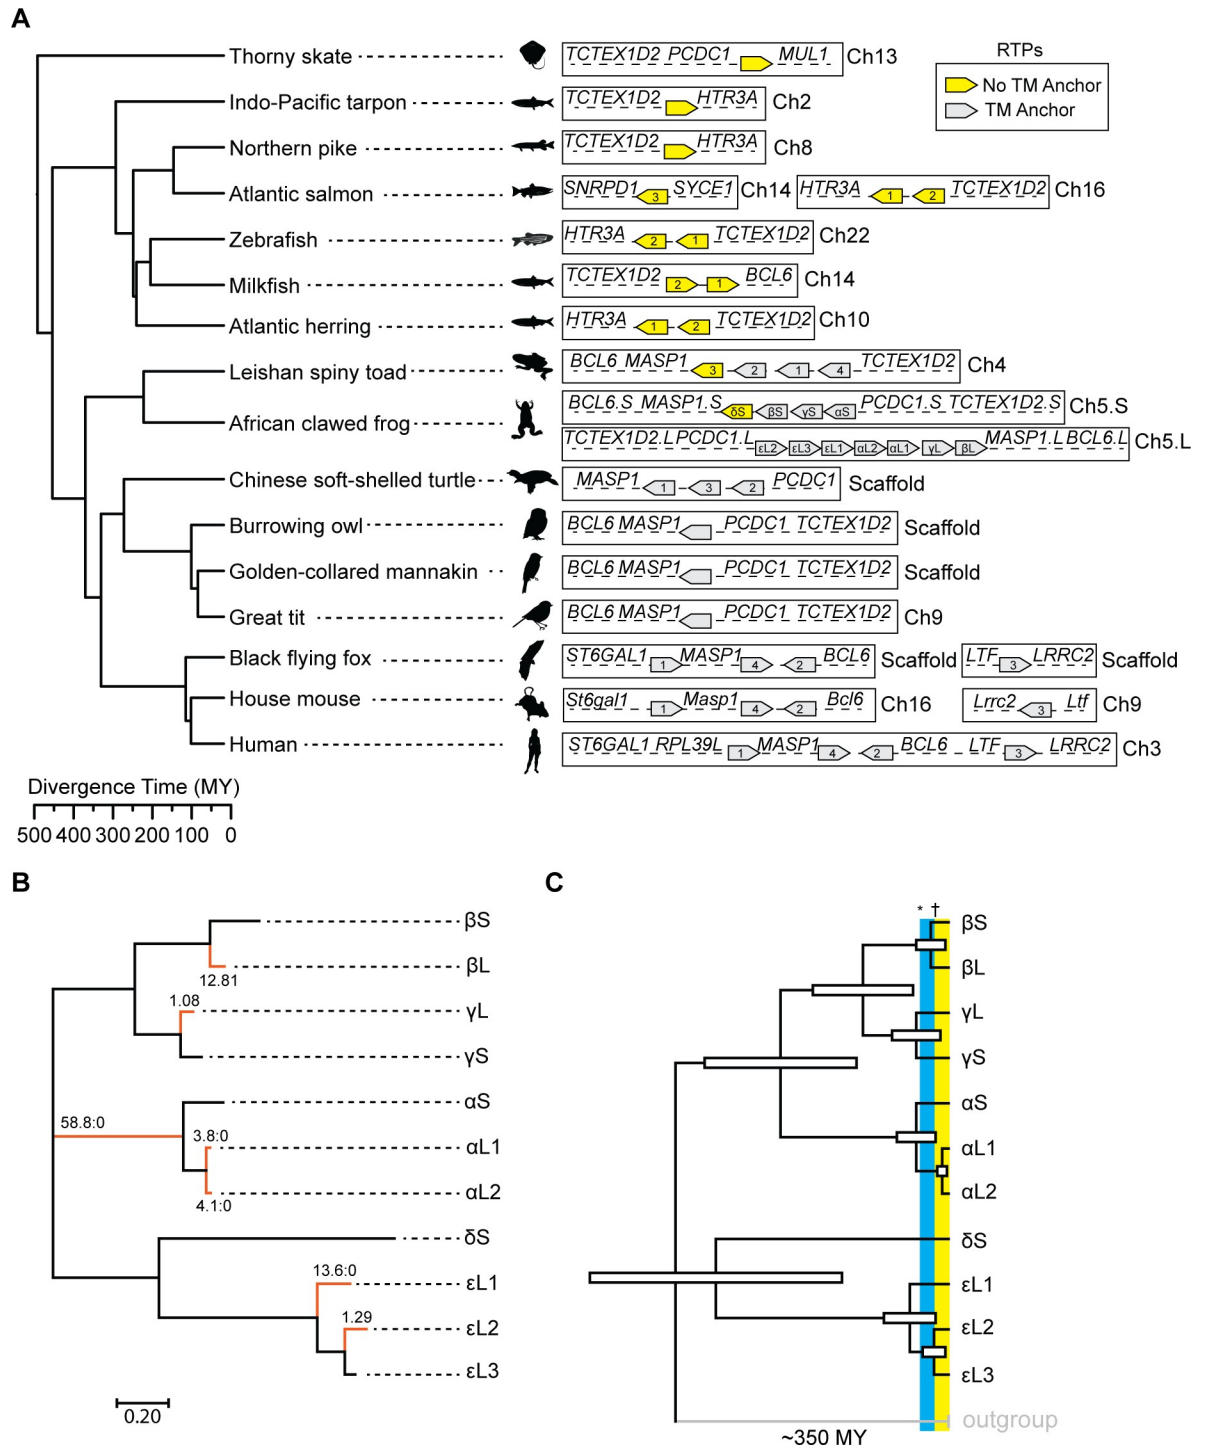 A
Thorny skate TCTEX1D2 PCDC1 MUL1 Ch13
RTPs
No TM Anchor
TM Anchor
Indo-Pacific tarpon TCTEX1D2 HTR3A Ch2
Northern pike TCTEX1D2 HTR3A Ch8
Atlantic salmon SNRPD1 3 SYCE1 Ch14 HTR3A 1 2 TCTEX1D2 Ch16
Zebrafish HTR3A 2 1 TCTEX1D2 Ch22
Milkfish TCTEX1D2 2 1 BCL6 Ch14
Atlantic herring HTR3A 1 2 TCTEX1D2 Ch10
Leishan spiny toad BCL6 MASP1 3 2 1 4 TCTEX1D2 Ch4
African clawed frog BCL6.S MASP1.S δS βS γS αS PCDC1.S TCTEX1D2.S Ch5.S
TCTEX1D2.L PCDC1.L εL2 εL3 εL1 αL2 αL1 γL βL MASP1.L BCL6.L Ch5.L
Chinese soft-shelled turtle MASP1 1 3 2 PCDC1 Scaffold
Burrowing owl BCL6 MASP1 PCDC1 TCTEX1D2 Scaffold
Golden-collared mannakin BCL6 MASP1 PCDC1 TCTEX1D2 Scaffold
Great tit BCL6 MASP1 PCDC1 TCTEX1D2 Ch9
Black flying fox ST6GAL1 1 MASP1 4 2 BCL6 Scaffold LTF 3 LRRC2 Scaffold
House mouse St6gal1 1 Masp1 4 2 Bcl6 Ch16 Lrrc2 3 Ltf Ch9
Human ST6GAL1 RPL39L 1 MASP1 4 2 BCL6 LTF 3 LRRC2 Ch3
Divergence Time (MY)
500 400 300 200 100 0
B
βS
βL
12.81
1.08
γL
γS
αS
58.8:0
3.8:0
αL1
αL2
4.1:0
δS
13.6:0
εL1
1.29
εL2
εL3
0.20
C
* †
βS
βL
γL
γS
αS
αL1
αL2
δS
εL1
εL2
εL3
outgroup
~350 MY